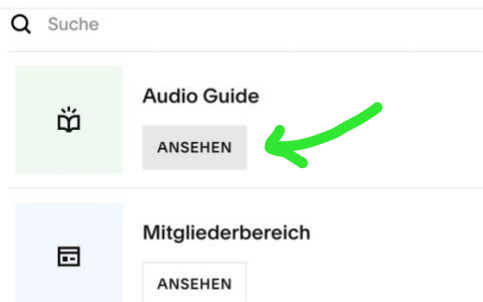 Suche
Audio Guide
ANSEHEN
Mitgliederbereich
ANSEHEN